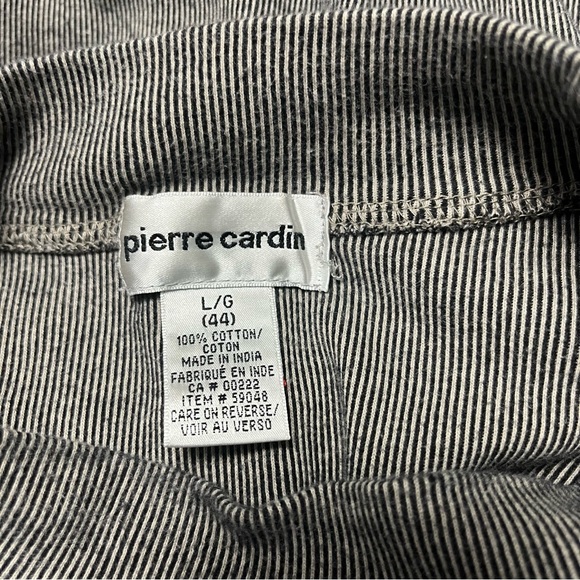 pierre cardin
L/G
(44)
100% COTTON/
COTON
MADE IN INDIA
FABRIQUÉ EN INDE
CA # 00222
ITEM # 59048
CARE ON REVERSE/
VOIR AU VERSO